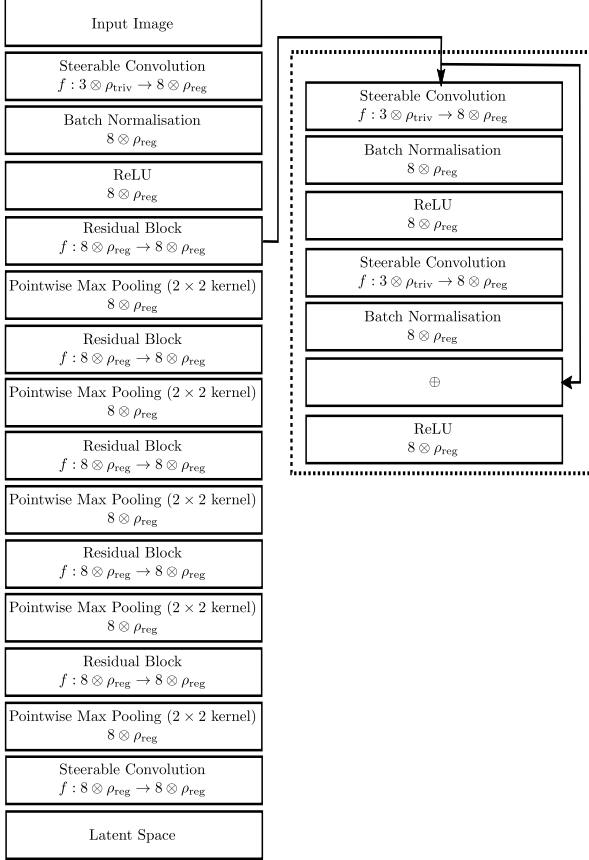 Input Image
Steerable Convolution
f : 3 ⊗ ρ_triv → 8 ⊗ ρ_reg
Batch Normalisation
8 ⊗ ρ_reg
ReLU
8 ⊗ ρ_reg
Residual Block
f : 8 ⊗ ρ_reg → 8 ⊗ ρ_reg
Pointwise Max Pooling (2 × 2 kernel)
8 ⊗ ρ_reg
Residual Block
f : 8 ⊗ ρ_reg → 8 ⊗ ρ_reg
Pointwise Max Pooling (2 × 2 kernel)
8 ⊗ ρ_reg
Residual Block
f : 8 ⊗ ρ_reg → 8 ⊗ ρ_reg
Pointwise Max Pooling (2 × 2 kernel)
8 ⊗ ρ_reg
Residual Block
f : 8 ⊗ ρ_reg → 8 ⊗ ρ_reg
Pointwise Max Pooling (2 × 2 kernel)
8 ⊗ ρ_reg
Residual Block
f : 8 ⊗ ρ_reg → 8 ⊗ ρ_reg
Pointwise Max Pooling (2 × 2 kernel)
8 ⊗ ρ_reg
Steerable Convolution
f : 8 ⊗ ρ_reg → 8 ⊗ ρ_reg
Latent Space
Steerable Convolution
f : 3 ⊗ ρ_triv → 8 ⊗ ρ_reg
Batch Normalisation
8 ⊗ ρ_reg
ReLU
8 ⊗ ρ_reg
Steerable Convolution
f : 3 ⊗ ρ_triv → 8 ⊗ ρ_reg
Batch Normalisation
8 ⊗ ρ_reg
⊕
ReLU
8 ⊗ ρ_reg